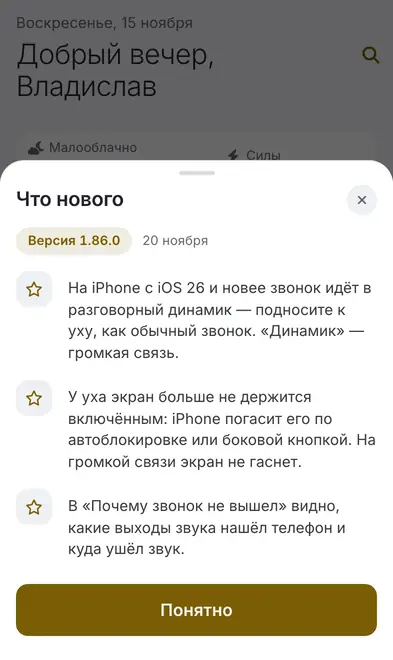 Воскресенье, 15 ноября
Добрый вечер,
Владислав
Малооблачно
Силы
Что нового
Версия 1.86.0
20 ноября
На iPhone с iOS 26 и новее звонок идёт в
разговорный динамик — подносите к
уху, как обычный звонок. «Динамик» —
громкая связь.
У уха экран больше не держится
включённым: iPhone погасит его по
автоблокировке или боковой кнопкой. На
громкой связи экран не гаснет.
В «Почему звонок не вышел» видно,
какие выходы звука нашёл телефон и
куда ушёл звук.
Понятно